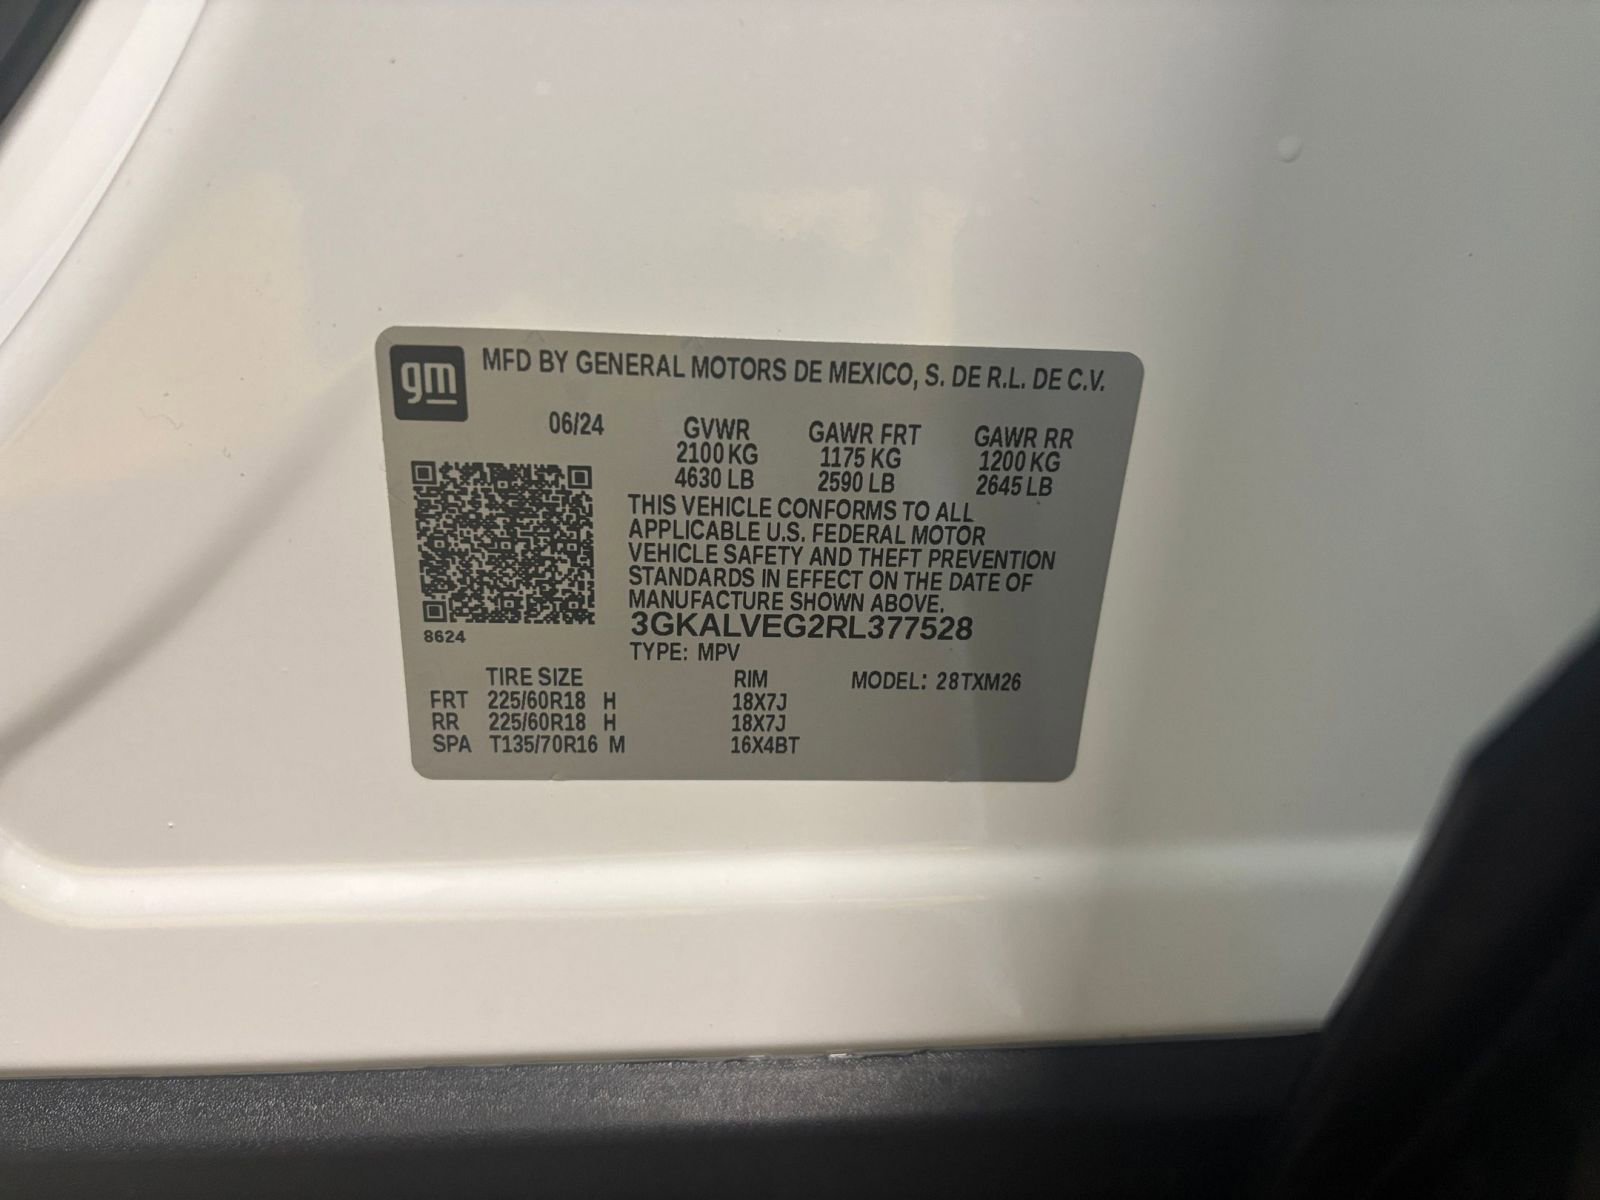 gm MFD BY GENERAL MOTORS DE MEXICO, S. DE R.L. DE C.V.
06/24 GVWR GAWR FRT GAWR RR
2100 KG 1175 KG 1200 KG
4630 LB 2590 LB 2645 LB
THIS VEHICLE CONFORMS TO ALL
APPLICABLE U.S. FEDERAL MOTOR
VEHICLE SAFETY AND THEFT PREVENTION
STANDARDS IN EFFECT ON THE DATE OF
MANUFACTURE SHOWN ABOVE.
3GKALVEG2RL377528
8624
TYPE: MPV
TIRE SIZE RIM MODEL: 28TXM26
FRT 225/60R18 H 18X7J
RR 225/60R18 H 18X7J
SPA T135/70R16 M 16X4BT